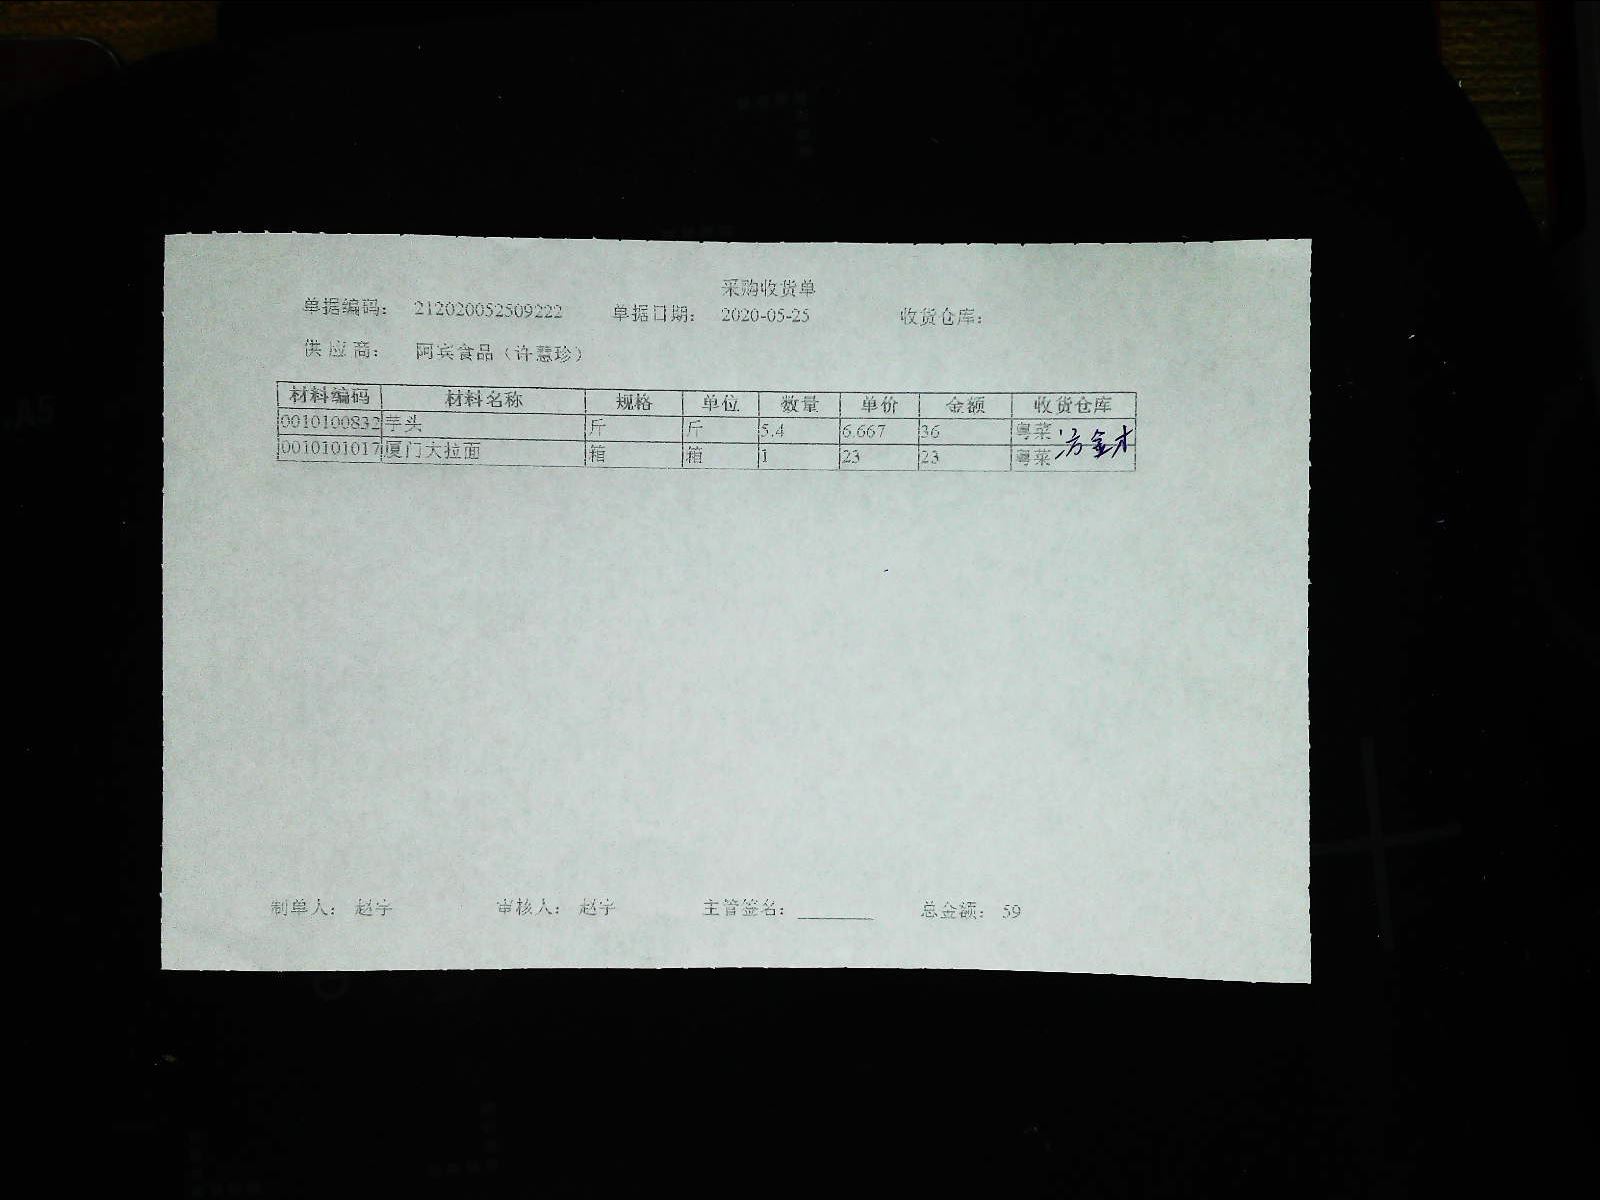 采购收货单
单据编码： 212020052509222 单据日期： 2020-05-25 收货仓库：
供 应 商： 阿宾食品（许慧珍）
材料编码 材料名称 规格 单位 数量 单价 金额 收货仓库
0010100832 芋头 斤 斤 5.4 6.667 36 粤菜
0010101017 厦门大拉面 箱 箱 1 23 23 粤菜
制单人： 赵宇 审核人： 赵宇 主管签名： 总金额： 59